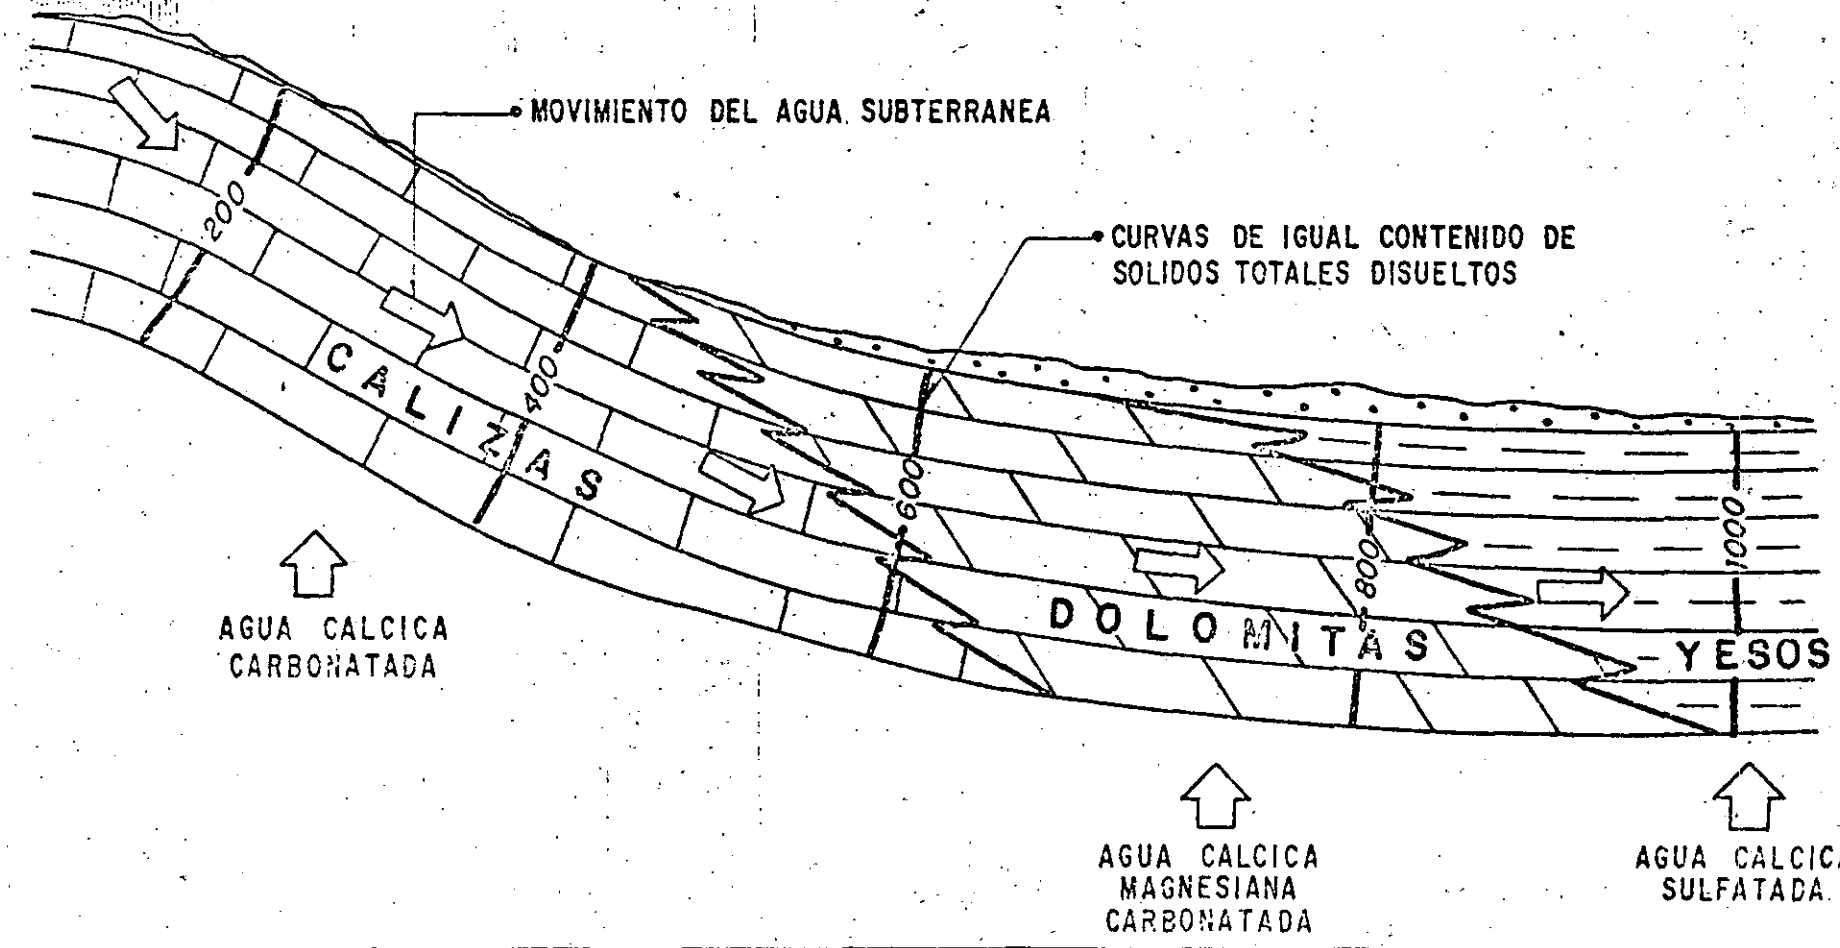 MOVIMIENTO DEL AGUA SUBTERRANEA
CURVAS DE IGUAL CONTENIDO DE
SOLIDOS TOTALES DISUELTOS
200
400
600
800
1000
CALIZAS
DOLOMITAS
YESOS
AGUA CALCICA
CARBONATADA
AGUA CALCICA
MAGNESIANA
CARBONATADA
AGUA CALCICA
SULFATADA